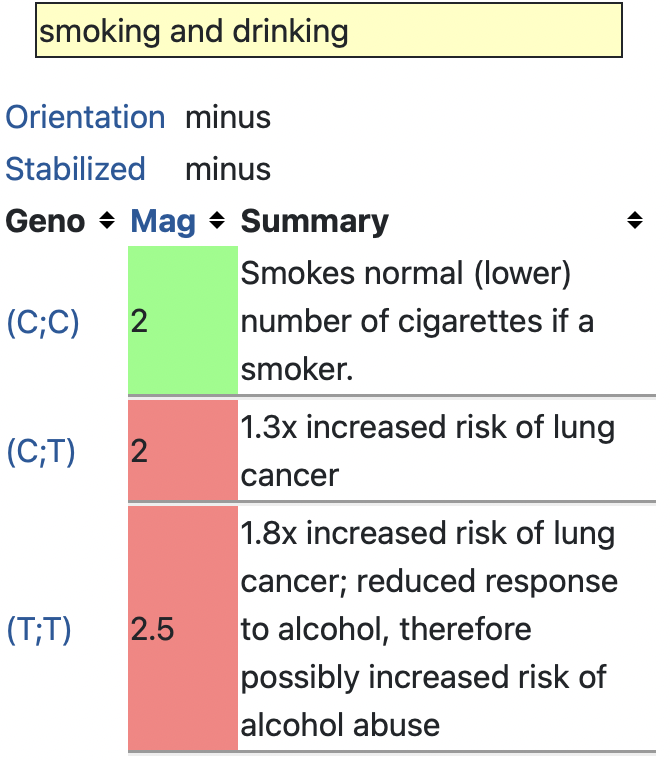 smoking and drinking
Orientation minus
Stabilized minus
Geno Mag Summary
(C;C) 2 Smokes normal (lower)
number of cigarettes if a
smoker.
(C;T) 2 1.3x increased risk of lung
cancer
(T;T) 2.5 1.8x increased risk of lung
cancer; reduced response
to alcohol, therefore
possibly increased risk of
alcohol abuse